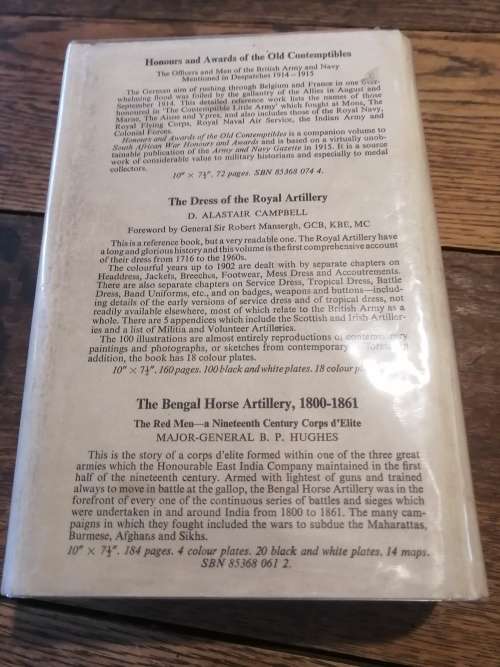 Honours and Awards of the Old Contemptibles
The Officers and Men of the British Army and Navy
Mentioned in Despatches 1914–1915
The German aim of rushing through Belgium and France in one over-
whelming flood was foiled by the gallantry of the Allies in August and
September 1914. This detailed reference work lists the names of those
honoured in 'The Contemptible Little Army' which fought at Mons, The
Marne, The Aisne and Ypres, and also includes those of the Royal Navy,
Royal Flying Corps, Royal Naval Air Service, the Indian Army and
Colonial Forces.
Honours and Awards of the Old Contemptibles is a companion volume to
South African War Honours and Awards and is based on a virtually unob-
tainable publication of the Army and Navy Gazette in 1915. It is a source
work of considerable value to military historians and especially to medal
collectors.
10" × 7½". 72 pages. SBN 85368 074 4.
The Dress of the Royal Artillery
D. ALASTAIR CAMPBELL
Foreword by General Sir Robert Mansergh, GCB, KBE, MC
This is a reference book, but a very readable one. The Royal Artillery have
a long and glorious history and this volume is the first comprehensive account
of their dress from 1716 to the 1960s.
The colourful years up to 1902 are dealt with by separate chapters on
Headdress, Jackets, Breeches, Footwear, Mess Dress and Accoutrements.
There are also separate chapters on Service Dress, Tropical Dress, Battle
Dress, Band Uniforms, etc., and on badges, weapons and buttons—includ-
ing details of the early versions of service dress and of tropical dress, not
readily available elsewhere, most of which relate to the British Army as a
whole. There are 5 appendices which include the Scottish and Irish Artiller-
ies and a list of Militia and Volunteer Artilleries.
The 100 illustrations are almost entirely reproductions of contemporary
paintings and photographs, or sketches from contemporary In
addition, the book has 18 colour plates.
10" × 7½". 160 pages. 100 black and white plates. 18 colour
The Bengal Horse Artillery, 1800-1861
The Red Men—a Nineteenth Century Corps d'Elite
MAJOR-GENERAL B. P. HUGHES
This is the story of a corps d'elite formed within one of the three great
armies which the Honourable East India Company maintained in the first
half of the nineteenth century. Armed with lightest of guns and trained
always to move in battle at the gallop, the Bengal Horse Artillery was in the
forefront of every one of the continuous series of battles and sieges which
were undertaken in and around India from 1800 to 1861. The many cam-
paigns in which they fought included the wars to subdue the Maharattas,
Burmese, Afghans and Sikhs.
10" × 7½". 184 pages. 4 colour plates. 20 black and white plates. 14 maps.
SBN 85368 061 2.